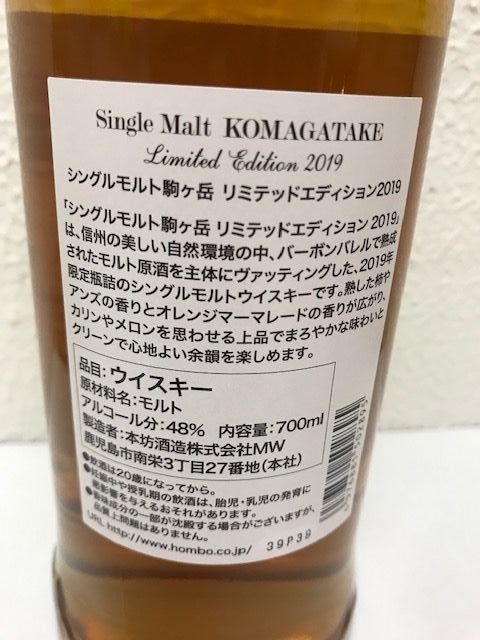 Single Malt KOMAGATAKE
Limited Edition 2019
シングルモルト駒ヶ岳 リミテッドエディション2019
「シングルモルト駒ヶ岳 リミテッドエディション 2019」
は、信州の美しい自然環境の中、バーボンバレルで熟成
されたモルト原酒を主体にヴァッティングした、2019年
限定瓶詰のシングルモルトウイスキーです。熟した柿や
アンズの香りとオレンジマーマレードの香りが広がり、
カリンやメロンを思わせる上品でまろやかな味わいと
クリーンで心地よい余韻を楽しめます。
品目:ウイスキー
原材料名:モルト
アルコール分:48% 内容量:700ml
製造者:本坊酒造株式会社MW
鹿児島市南栄3丁目27番地(本社)
●飲酒は20歳になってから。
●妊娠中や授乳期の飲酒は、胎児・乳児の発育に
悪影響を与えるおそれがあります。
●香味成分の一部が沈殿する場合がございますが、
品質上問題はありません。
URL http://www.hombo.co.jp/ 39P39